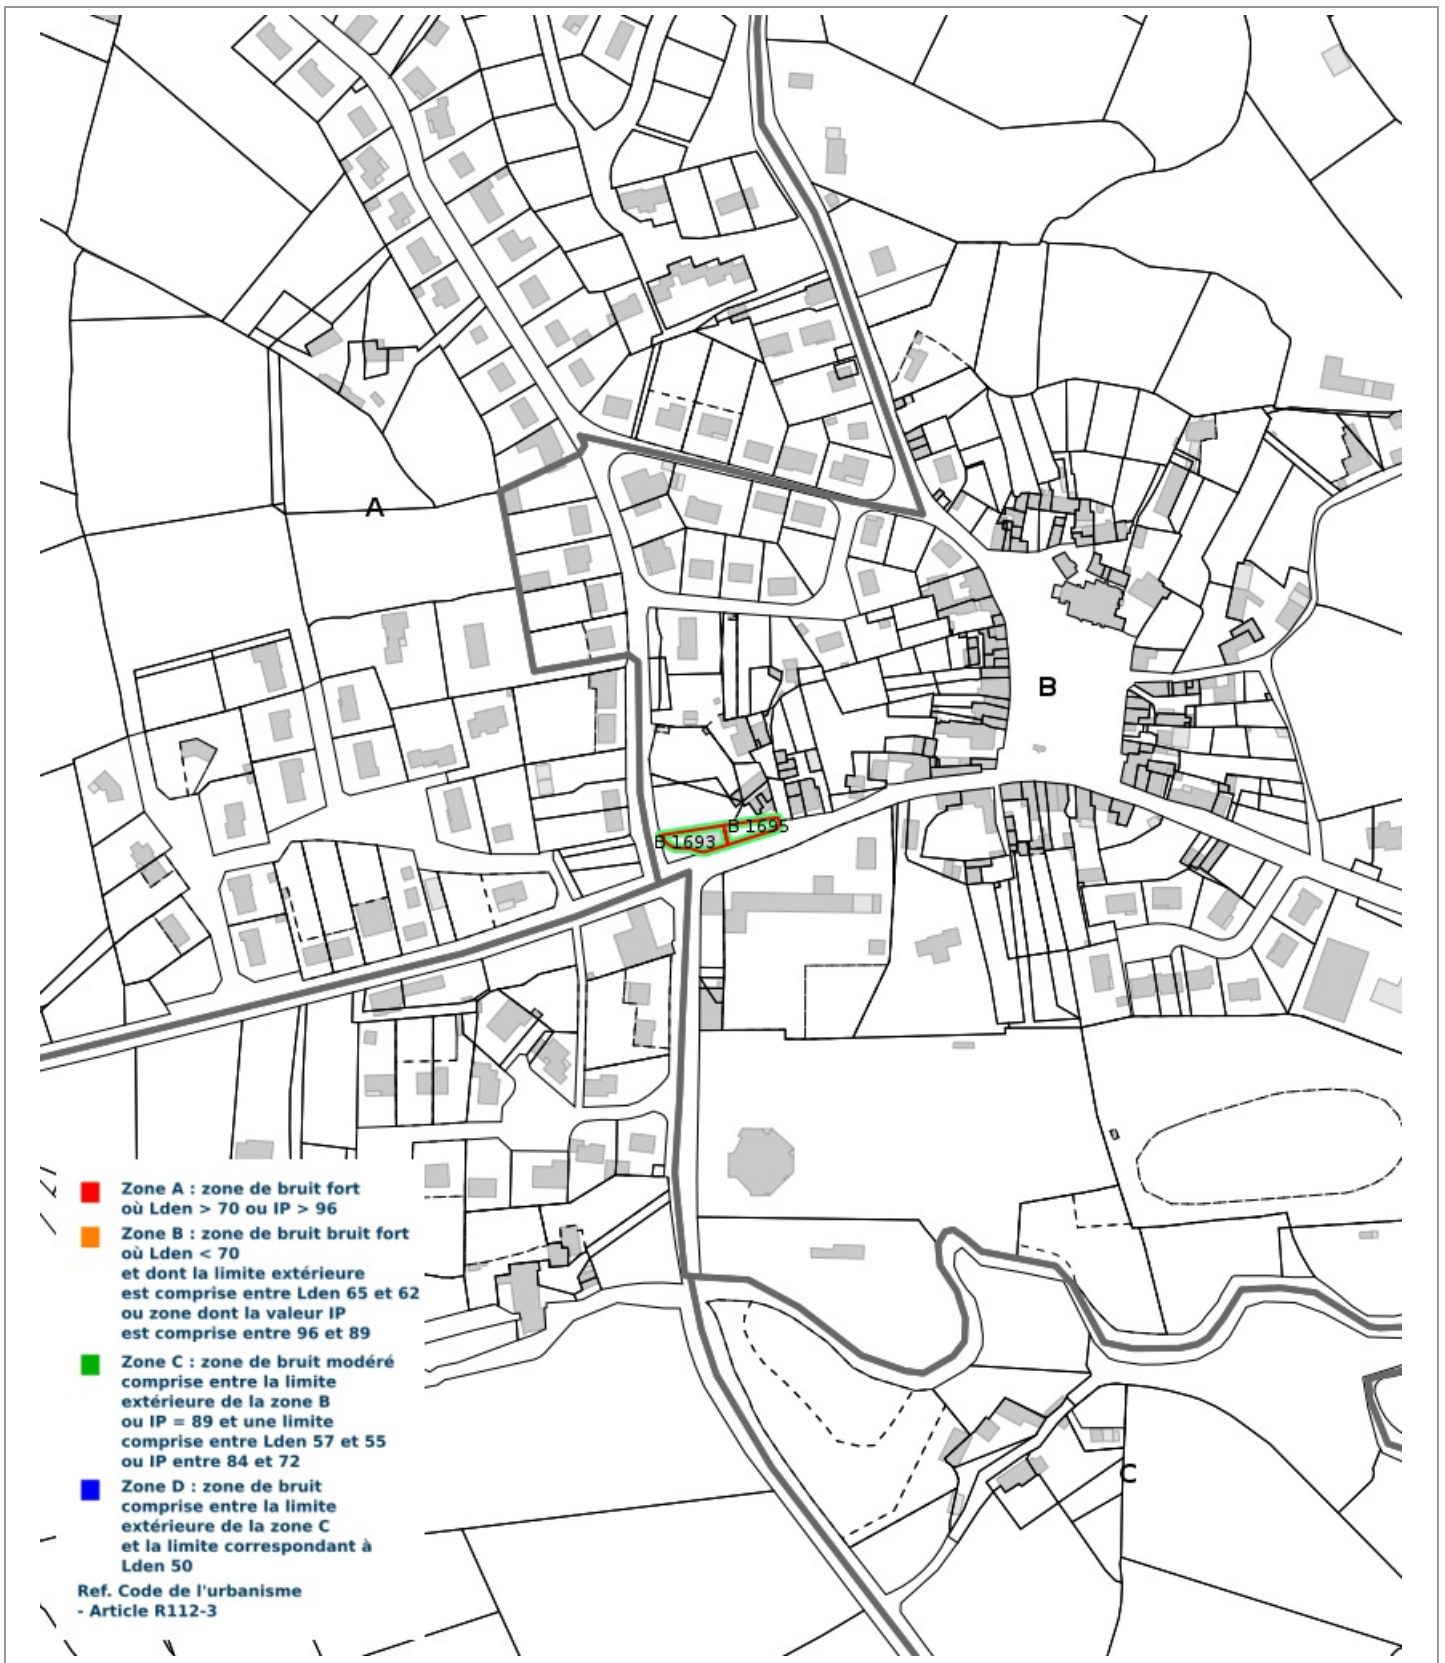 A
B
B 1695
B 1693
C
Zone A : zone de bruit fort
où Lden > 70 ou IP > 96
Zone B : zone de bruit bruit fort
où Lden < 70
et dont la limite extérieure
est comprise entre Lden 65 et 62
ou zone dont la valeur IP
est comprise entre 96 et 89
Zone C : zone de bruit modéré
comprise entre la limite
extérieure de la zone B
ou IP = 89 et une limite
comprise entre Lden 57 et 55
ou IP entre 84 et 72
Zone D : zone de bruit
comprise entre la limite
extérieure de la zone C
et la limite correspondant à
Lden 50
Ref. Code de l'urbanisme
- Article R112-3